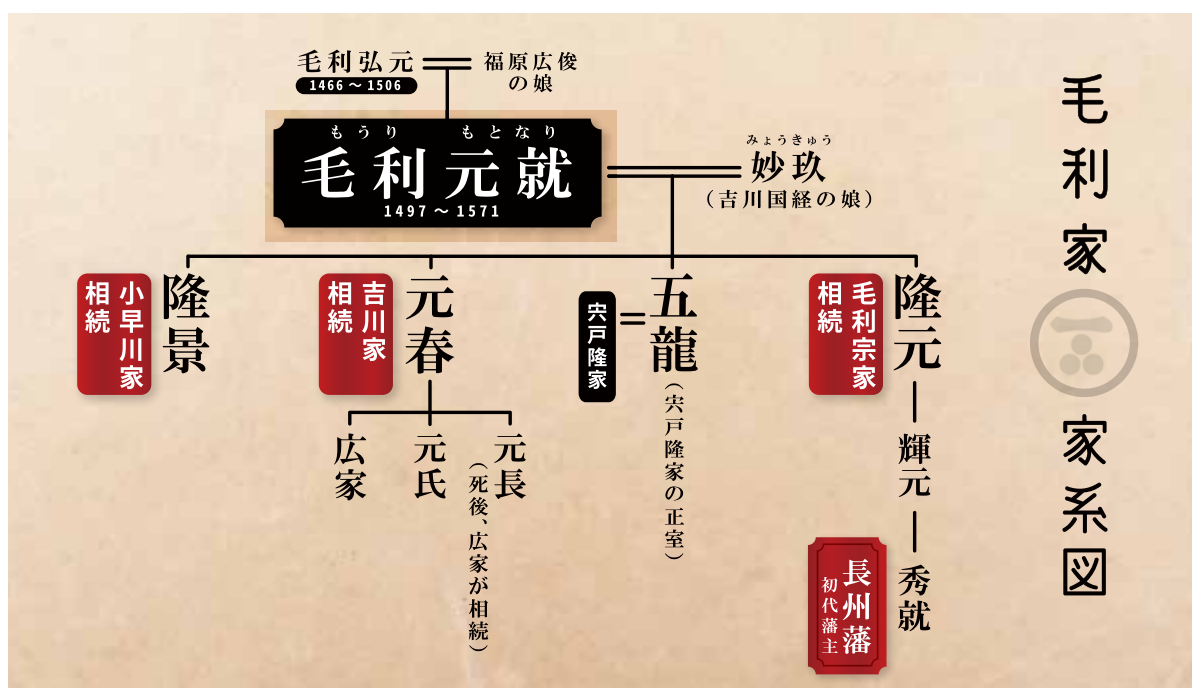 毛利家 家系図
毛利弘元
1466 〜 1506
福原広俊
の娘
もうり もとなり
毛利元就
1497 〜 1571
みょうきゅう
妙玖
（吉川国経の娘）
隆元
毛利宗家
相続
輝元
秀就
長州藩
初代藩主
五龍
（宍戸隆家の正室）
宍戸隆家
元春
吉川家
相続
元長
（死後、広家が相続）
元氏
広家
隆景
小早川家
相続